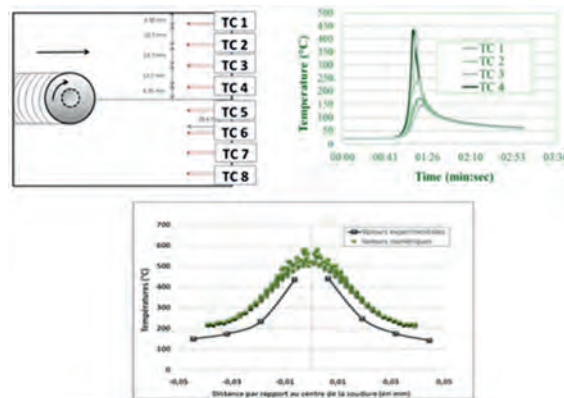 TC 1
TC 2
TC 3
TC 4
TC 5
TC 6
TC 7
TC 8
Temperature (°C)
500
450
400
350
300
250
200
150
100
50
0
TC 1
TC 2
TC 3
TC 4
00:00 00:43 01:26 02:10 02:53 03:36
Time (min:sec)
Températures (°C)
700
600
500
400
300
200
100
0
Valeurs expérimentales
Valeurs numériques
-0,05 -0,03 -0,01 0,01 0,03 0,05
Distance par rapport au centre de la soudure (en mm)